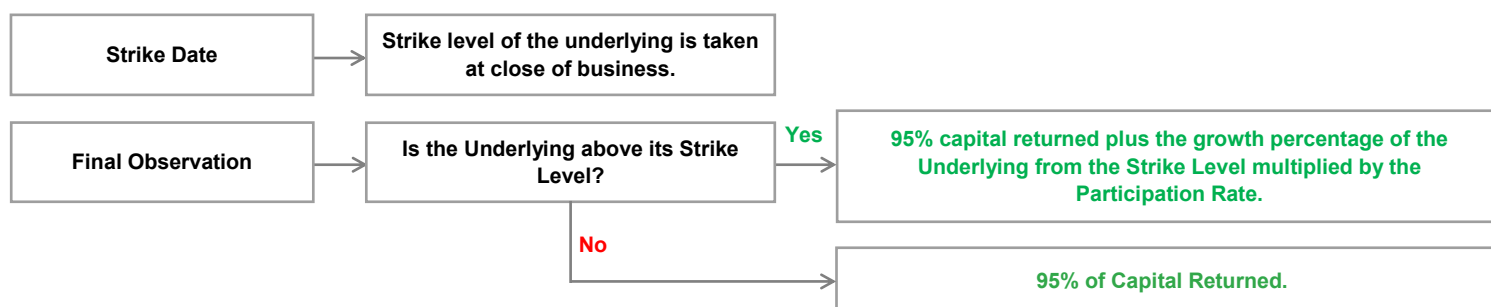 Strike Date
Strike level of the underlying is taken
at close of business.
Final Observation
Is the Underlying above its Strike
Level?
Yes
95% capital returned plus the growth percentage of the
Underlying from the Strike Level multiplied by the
Participation Rate.
No
95% of Capital Returned.